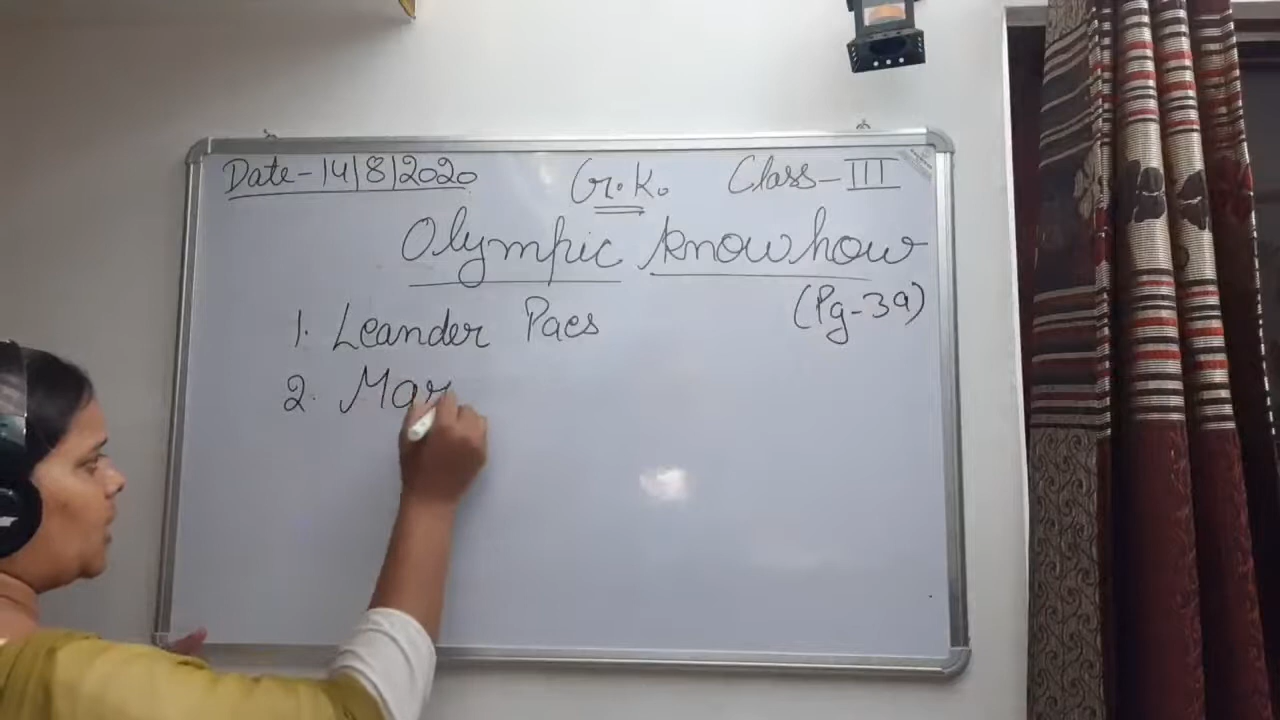 Date-14/8/2020 G.K. Class-III
Olympic knowhow
(Pg-39)
1. Leander Paes
2. Mar